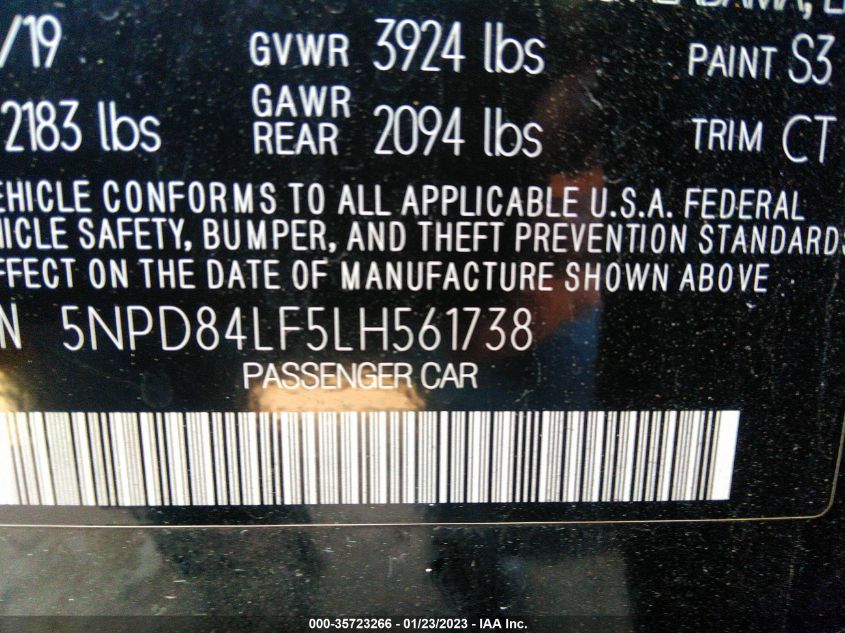 /19 GVWR 3924 lbs PAINT S3
2183 lbs GAWR REAR 2094 lbs TRIM CT
EHICLE CONFORMS TO ALL APPLICABLE U.S.A. FEDERAL
HICLE SAFETY, BUMPER, AND THEFT PREVENTION STANDARDS
FFECT ON THE DATE OF MANUFACTURE SHOWN ABOVE
N 5NPD84LF5LH561738
PASSENGER CAR
000-35723266 - 01/23/2023 - IAA Inc.